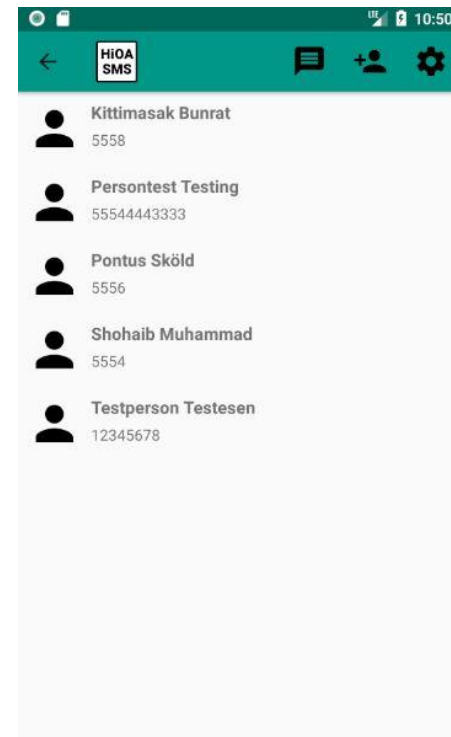 LTE 10:50
HiOA
SMS
Kittimasak Bunrat
5558
Persontest Testing
55544443333
Pontus Sköld
5556
Shohaib Muhammad
5554
Testperson Testesen
12345678